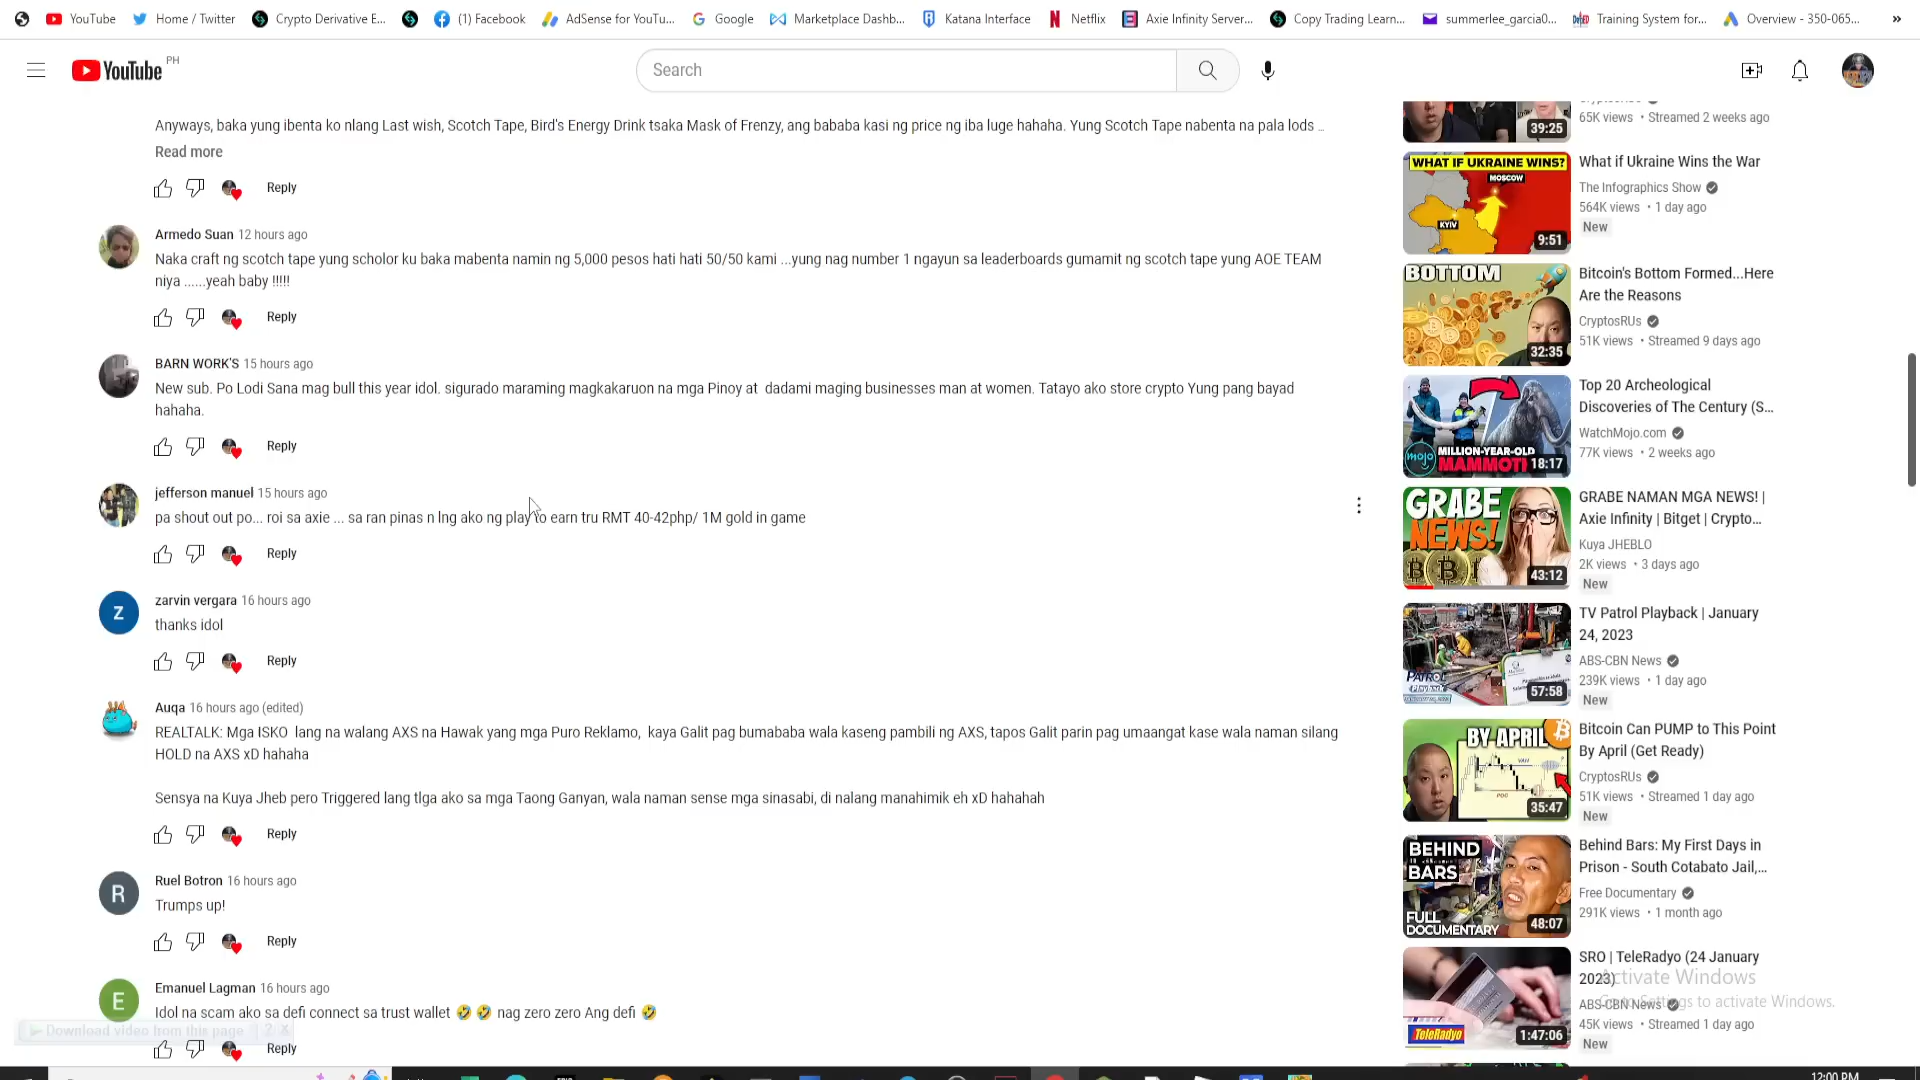 YouTube
Home / Twitter
Crypto Derivative E...
(1) Facebook
AdSense for YouTu...
Google
Marketplace Dashb...
Katana Interface
Netflix
Axie Infinity Server...
Copy Trading Learn...
summerlee_garcia0...
Training System for...
Overview - 350-065...
»
YouTube PH
Search
Anyways, baka yung ibenta ko nlang Last wish, Scotch Tape, Bird's Energy Drink tsaka Mask of Frenzy, ang bababa kasi ng price ng iba luge hahaha. Yung Scotch Tape nabenta na pala lods ...
Read more
Reply
Armedo Suan 12 hours ago
Naka craft ng scotch tape yung scholor ku baka mabenta namin ng 5,000 pesos hati hati 50/50 kami ...yung nag number 1 ngayun sa leaderboards gumamit ng scotch tape yung AOE TEAM
niya ......yeah baby !!!!!
Reply
BARN WORK'S 15 hours ago
New sub. Po Lodi Sana mag bull this year idol. sigurado maraming magkakaruon na mga Pinoy at  dadami maging businesses man at women. Tatayo ako store crypto Yung pang bayad
hahaha.
Reply
jefferson manuel 15 hours ago
pa shout out po... roi sa axie ... sa ran pinas n lng ako ng play to earn tru RMT 40-42php/ 1M gold in game
Reply
Z
zarvin vergara 16 hours ago
thanks idol
Reply
Auqa 16 hours ago (edited)
REALTALK: Mga ISKO  lang na walang AXS na Hawak yang mga Puro Reklamo,  kaya Galit pag bumababa wala kaseng pambili ng AXS, tapos Galit parin pag umaangat kase wala naman silang
HOLD na AXS xD hahaha
Sensya na Kuya Jheb pero Triggered lang tlga ako sa mga Taong Ganyan, wala naman sense mga sinasabi, di nalang manahimik eh xD hahahah
Reply
R
Ruel Botron 16 hours ago
Trumps up!
Reply
E
Emanuel Lagman 16 hours ago
Idol na scam ako sa defi connect sa trust wallet 🤣 🤣 nag zero zero Ang defi 🤣
Download video from this page ? X
Reply
39:25
65K views • Streamed 2 weeks ago
WHAT IF UKRAINE WINS?
MOSCOW
KYIV
9:51
What if Ukraine Wins the War
The Infographics Show
564K views • 1 day ago
New
BOTTOM
32:35
Bitcoin's Bottom Formed...Here
Are the Reasons
CryptosRUs
51K views • Streamed 9 days ago
mojo
MILLION-YEAR-OLD
MAMMOTH
18:17
Top 20 Archeological
Discoveries of The Century (S...
WatchMojo.com
77K views • 2 weeks ago
GRABE
NEWS!
43:12
GRABE NAMAN MGA NEWS! |
Axie Infinity | Bitget | Crypto...
Kuya JHEBLO
2K views • 3 days ago
New
PATROL
57:58
TV Patrol Playback | January
24, 2023
ABS-CBN News
239K views • 1 day ago
New
BY APRIL
35:47
Bitcoin Can PUMP to This Point
By April (Get Ready)
CryptosRUs
51K views • Streamed 1 day ago
New
BEHIND
BARS
FULL
DOCUMENTARY
48:07
Behind Bars: My First Days in
Prison - South Cotabato Jail,...
Free Documentary
291K views • 1 month ago
TeleRadyo
1:47:06
SRO | TeleRadyo (24 January
2023)
ABS-CBN News
45K views • Streamed 1 day ago
New
Activate Windows
Go to Settings to activate Windows.
12:00 PM